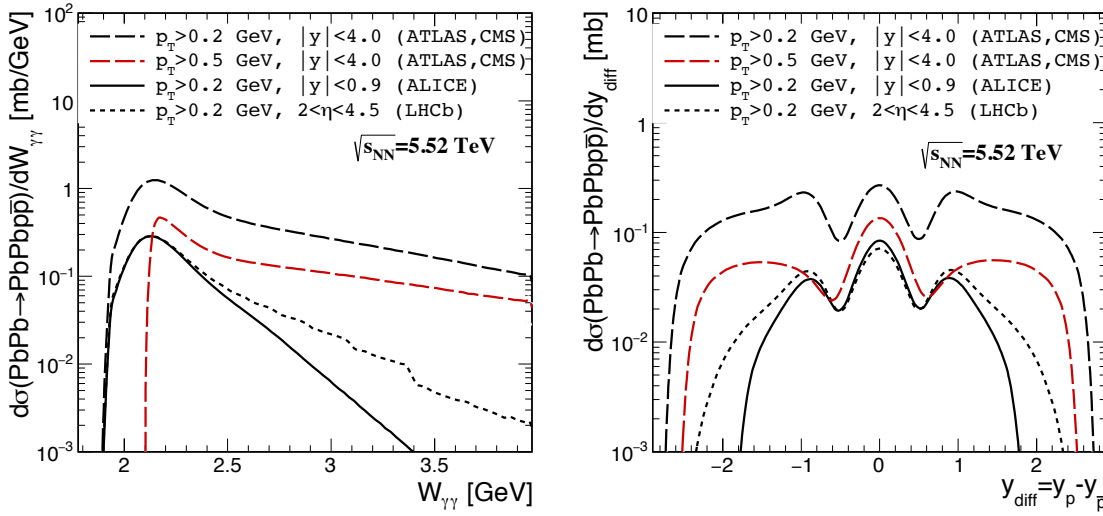 dσ(PbPb→PbPbpp̅)/dW_γγ [mb/GeV]
10²
10
1
10⁻¹
10⁻²
10⁻³
p_T>0.2 GeV, |y|<4.0 (ATLAS,CMS)
p_T>0.5 GeV, |y|<4.0 (ATLAS,CMS)
p_T>0.2 GeV, |y|<0.9 (ALICE)
p_T>0.2 GeV, 2<η<4.5 (LHCb)
√s_NN=5.52 TeV
2 2.5 3 3.5
W_γγ [GeV]
dσ(PbPb→PbPbpp̅)/dy_diff [mb]
10
1
10⁻¹
10⁻²
10⁻³
p_T>0.2 GeV, |y|<4.0 (ATLAS,CMS)
p_T>0.5 GeV, |y|<4.0 (ATLAS,CMS)
p_T>0.2 GeV, |y|<0.9 (ALICE)
p_T>0.2 GeV, 2<η<4.5 (LHCb)
√s_NN=5.52 TeV
−2 −1 0 1 2
y_diff=y_p-y_p̅